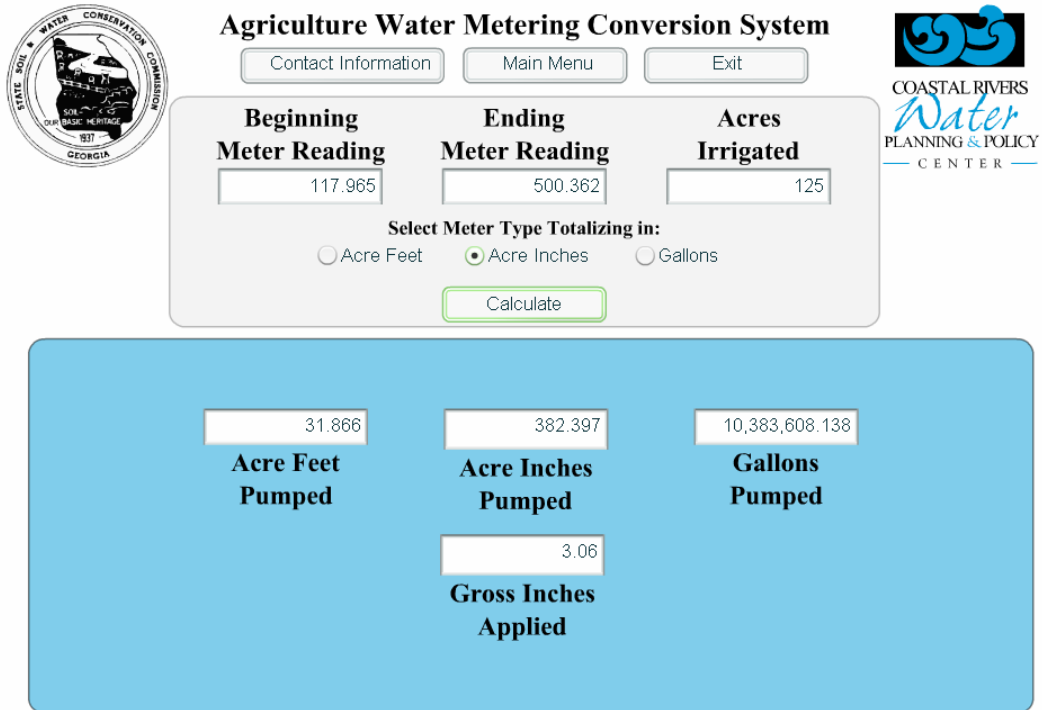 Agriculture Water Metering Conversion System
STATE SOIL & WATER CONSERVATION COMMISSION
SOIL-
OUR BASIC HERITAGE
1937
GEORGIA
Contact Information
Main Menu
Exit
COASTAL RIVERS
Water
PLANNING & POLICY
CENTER
Beginning
Meter Reading
Ending
Meter Reading
Acres
Irrigated
117.965
500.362
125
Select Meter Type Totalizing in:
Acre Feet
Acre Inches
Gallons
Calculate
31.866
382.397
10,383,608.138
Acre Feet
Pumped
Acre Inches
Pumped
Gallons
Pumped
3.06
Gross Inches
Applied